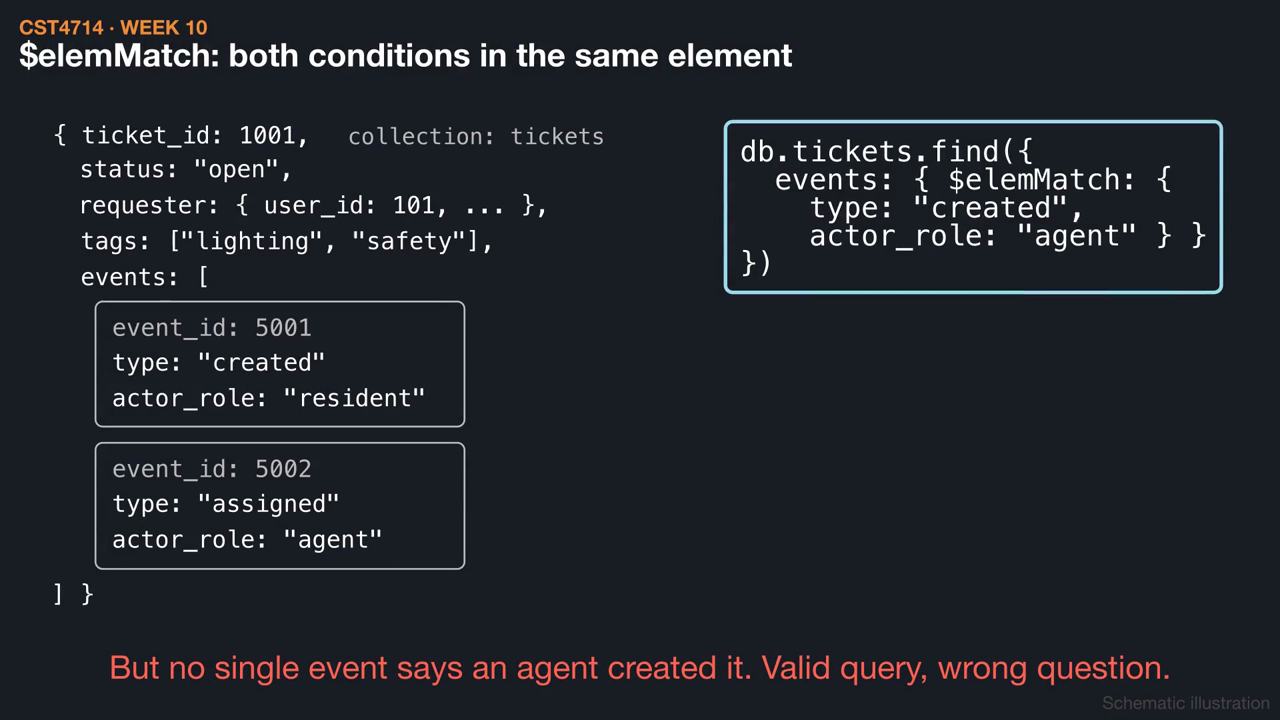 CST4714 · WEEK 10
$elemMatch: both conditions in the same element
{ ticket_id: 1001, collection: tickets
status: "open",
requester: { user_id: 101, ... },
tags: ["lighting", "safety"],
events: [
event_id: 5001
type: "created"
actor_role: "resident"
event_id: 5002
type: "assigned"
actor_role: "agent"
] }
db.tickets.find({
events: { $elemMatch: {
type: "created",
actor_role: "agent" } }
})
But no single event says an agent created it. Valid query, wrong question.
Schematic illustration